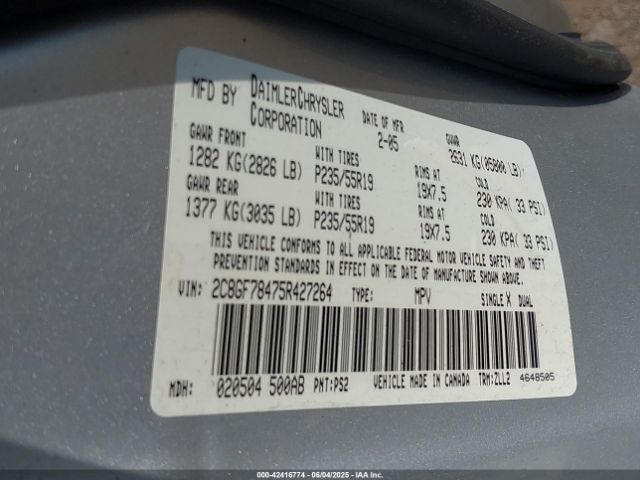 MFD BY DAIMLERCHRYSLER CORPORATION DATE OF MFR 2-05 GVWR 2631 KG(05800 LB)
GAWR FRONT WITH TIRES RIMS AT COLD
1282 KG(2826 LB) P235/55R19 19X7.5 230 KPA( 33 PSI)
GAWR REAR WITH TIRES RIMS AT COLD
1377 KG(3035 LB) P235/55R19 19X7.5 230 KPA( 33 PSI)
THIS VEHICLE CONFORMS TO ALL APPLICABLE FEDERAL MOTOR VEHICLE SAFETY AND THEFT
PREVENTION STANDARDS IN EFFECT ON THE DATE OF MANUFACTURE SHOWN ABOVE.
VIN: 2C8GF78475R427264 TYPE: MPV SINGLE X DUAL
MDH: 020504 500AB PNT:PS2 VEHICLE MADE IN CANADA TRM:ZLL2 4648505
000-42416774 - 06/04/2025 - IAA Inc.